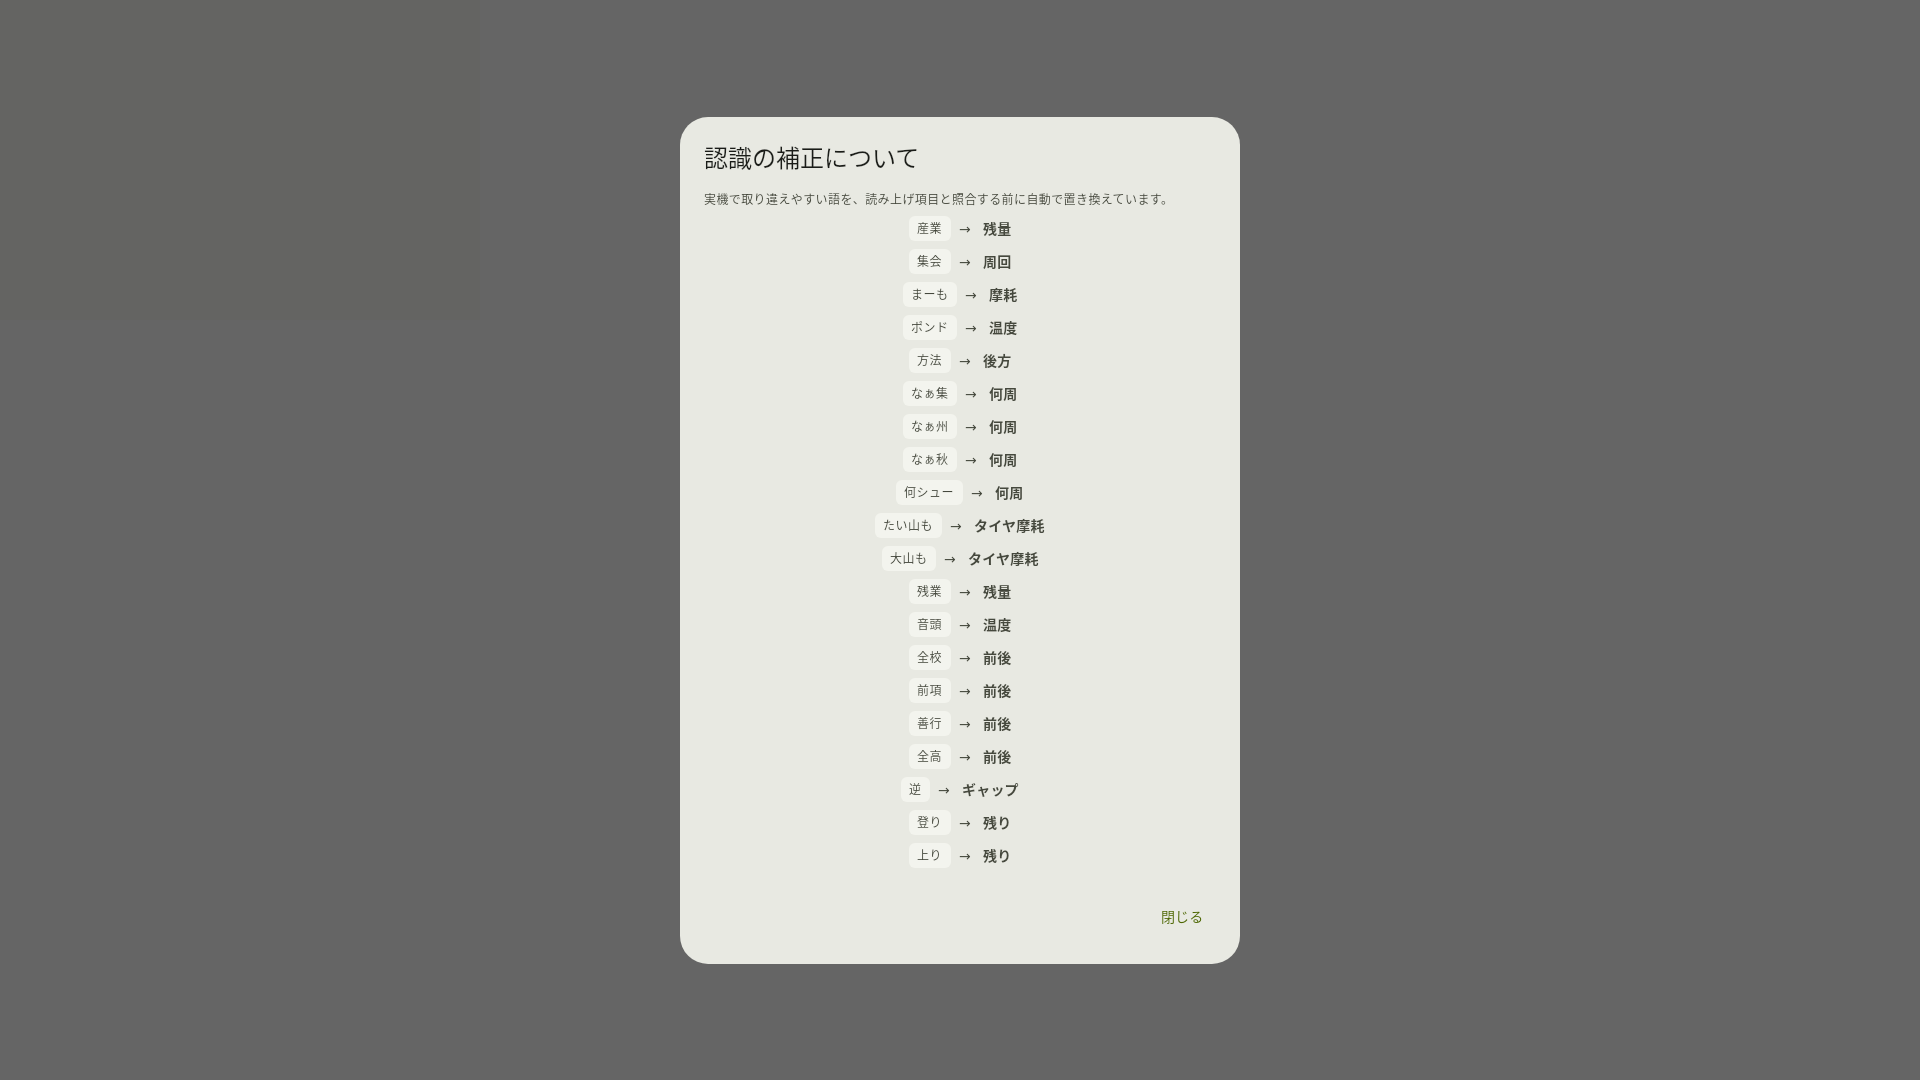 認識の補正について
実機で取り違えやすい語を、読み上げ項目と照合する前に自動で置き換えています。
産業 → 残量
集会 → 周回
まーも → 摩耗
ポンド → 温度
方法 → 後方
なぁ集 → 何周
なぁ州 → 何周
なぁ秋 → 何周
何シュー → 何周
たい山も → タイヤ摩耗
大山も → タイヤ摩耗
残業 → 残量
音頭 → 温度
全校 → 前後
前項 → 前後
善行 → 前後
全高 → 前後
逆 → ギャップ
登り → 残り
上り → 残り
閉じる